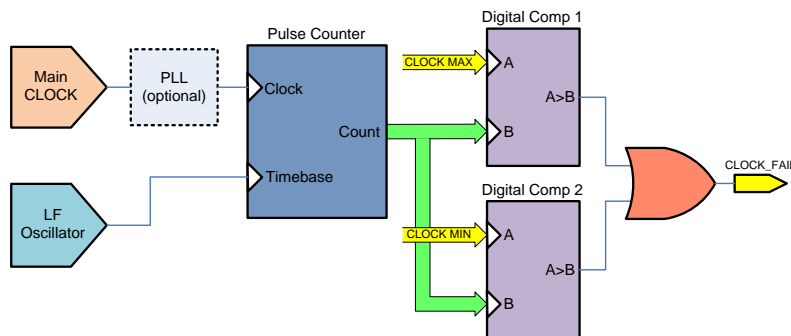 Digital Comp 1
Pulse Counter
Main
CLOCK
PLL
(optional)
Clock
Count
Timebase
LF
Oscillator
CLOCK MAX
A
B
A>B
Digital Comp 2
CLOCK MIN
A
B
A>B
CLOCK_FAIL